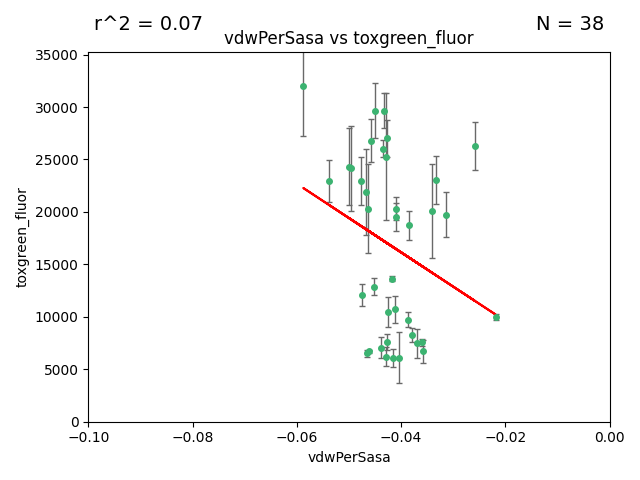 r^2 = 0.07
N = 38
vdwPerSasa vs toxgreen_fluor
35000
30000
25000
20000
15000
10000
5000
0
toxgreen_fluor
−0.10
−0.08
−0.06
−0.04
−0.02
0.00
vdwPerSasa